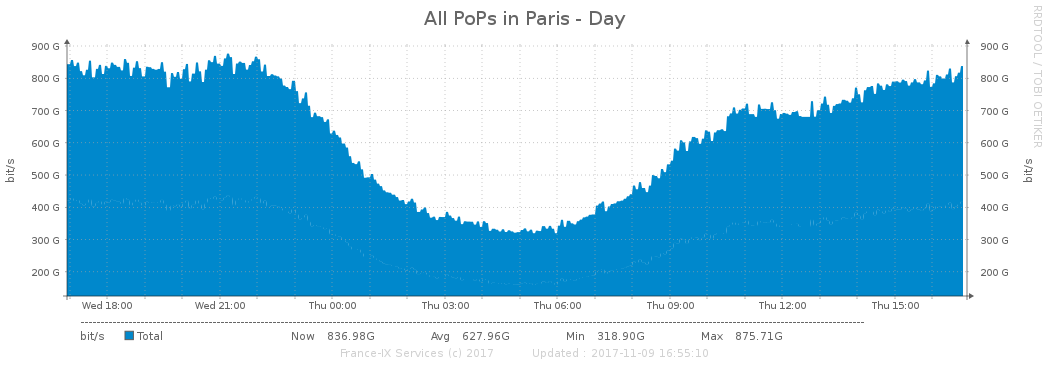 All PoPs in Paris - Day
RRDTOOL / TOBI OETIKER
900 G 900 G
800 G 800 G
700 G 700 G
600 G 600 G
500 G 500 G
400 G 400 G
300 G 300 G
200 G 200 G
bit/s bit/s
Wed 18:00 Wed 21:00 Thu 00:00 Thu 03:00 Thu 06:00 Thu 09:00 Thu 12:00 Thu 15:00
bit/s Total Now 836.98G Avg 627.96G Min 318.90G Max 875.71G
France-IX Services (c) 2017 Updated : 2017-11-09 16:55:10